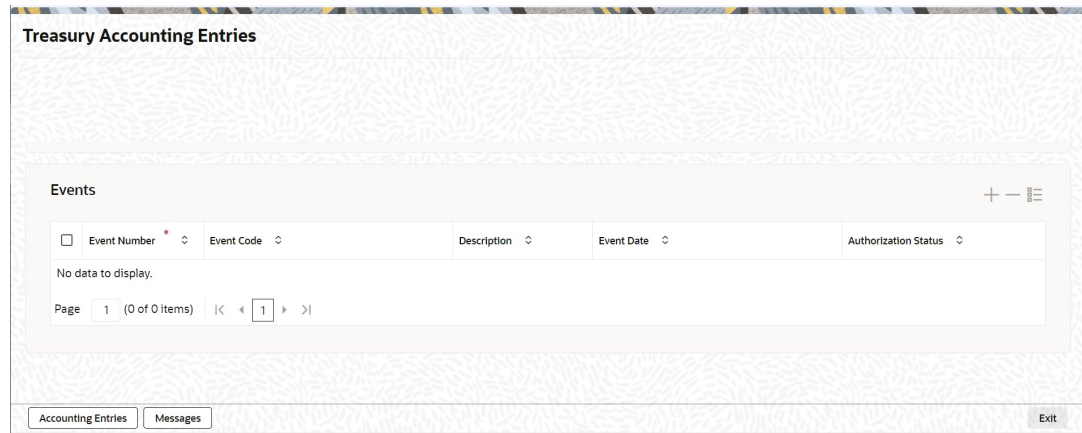 Treasury Accounting Entries
Events
Event Number * Event Code Description Event Date Authorization Status
No data to display.
Page 1 (0 of 0 items) 1
Accounting Entries Messages Exit